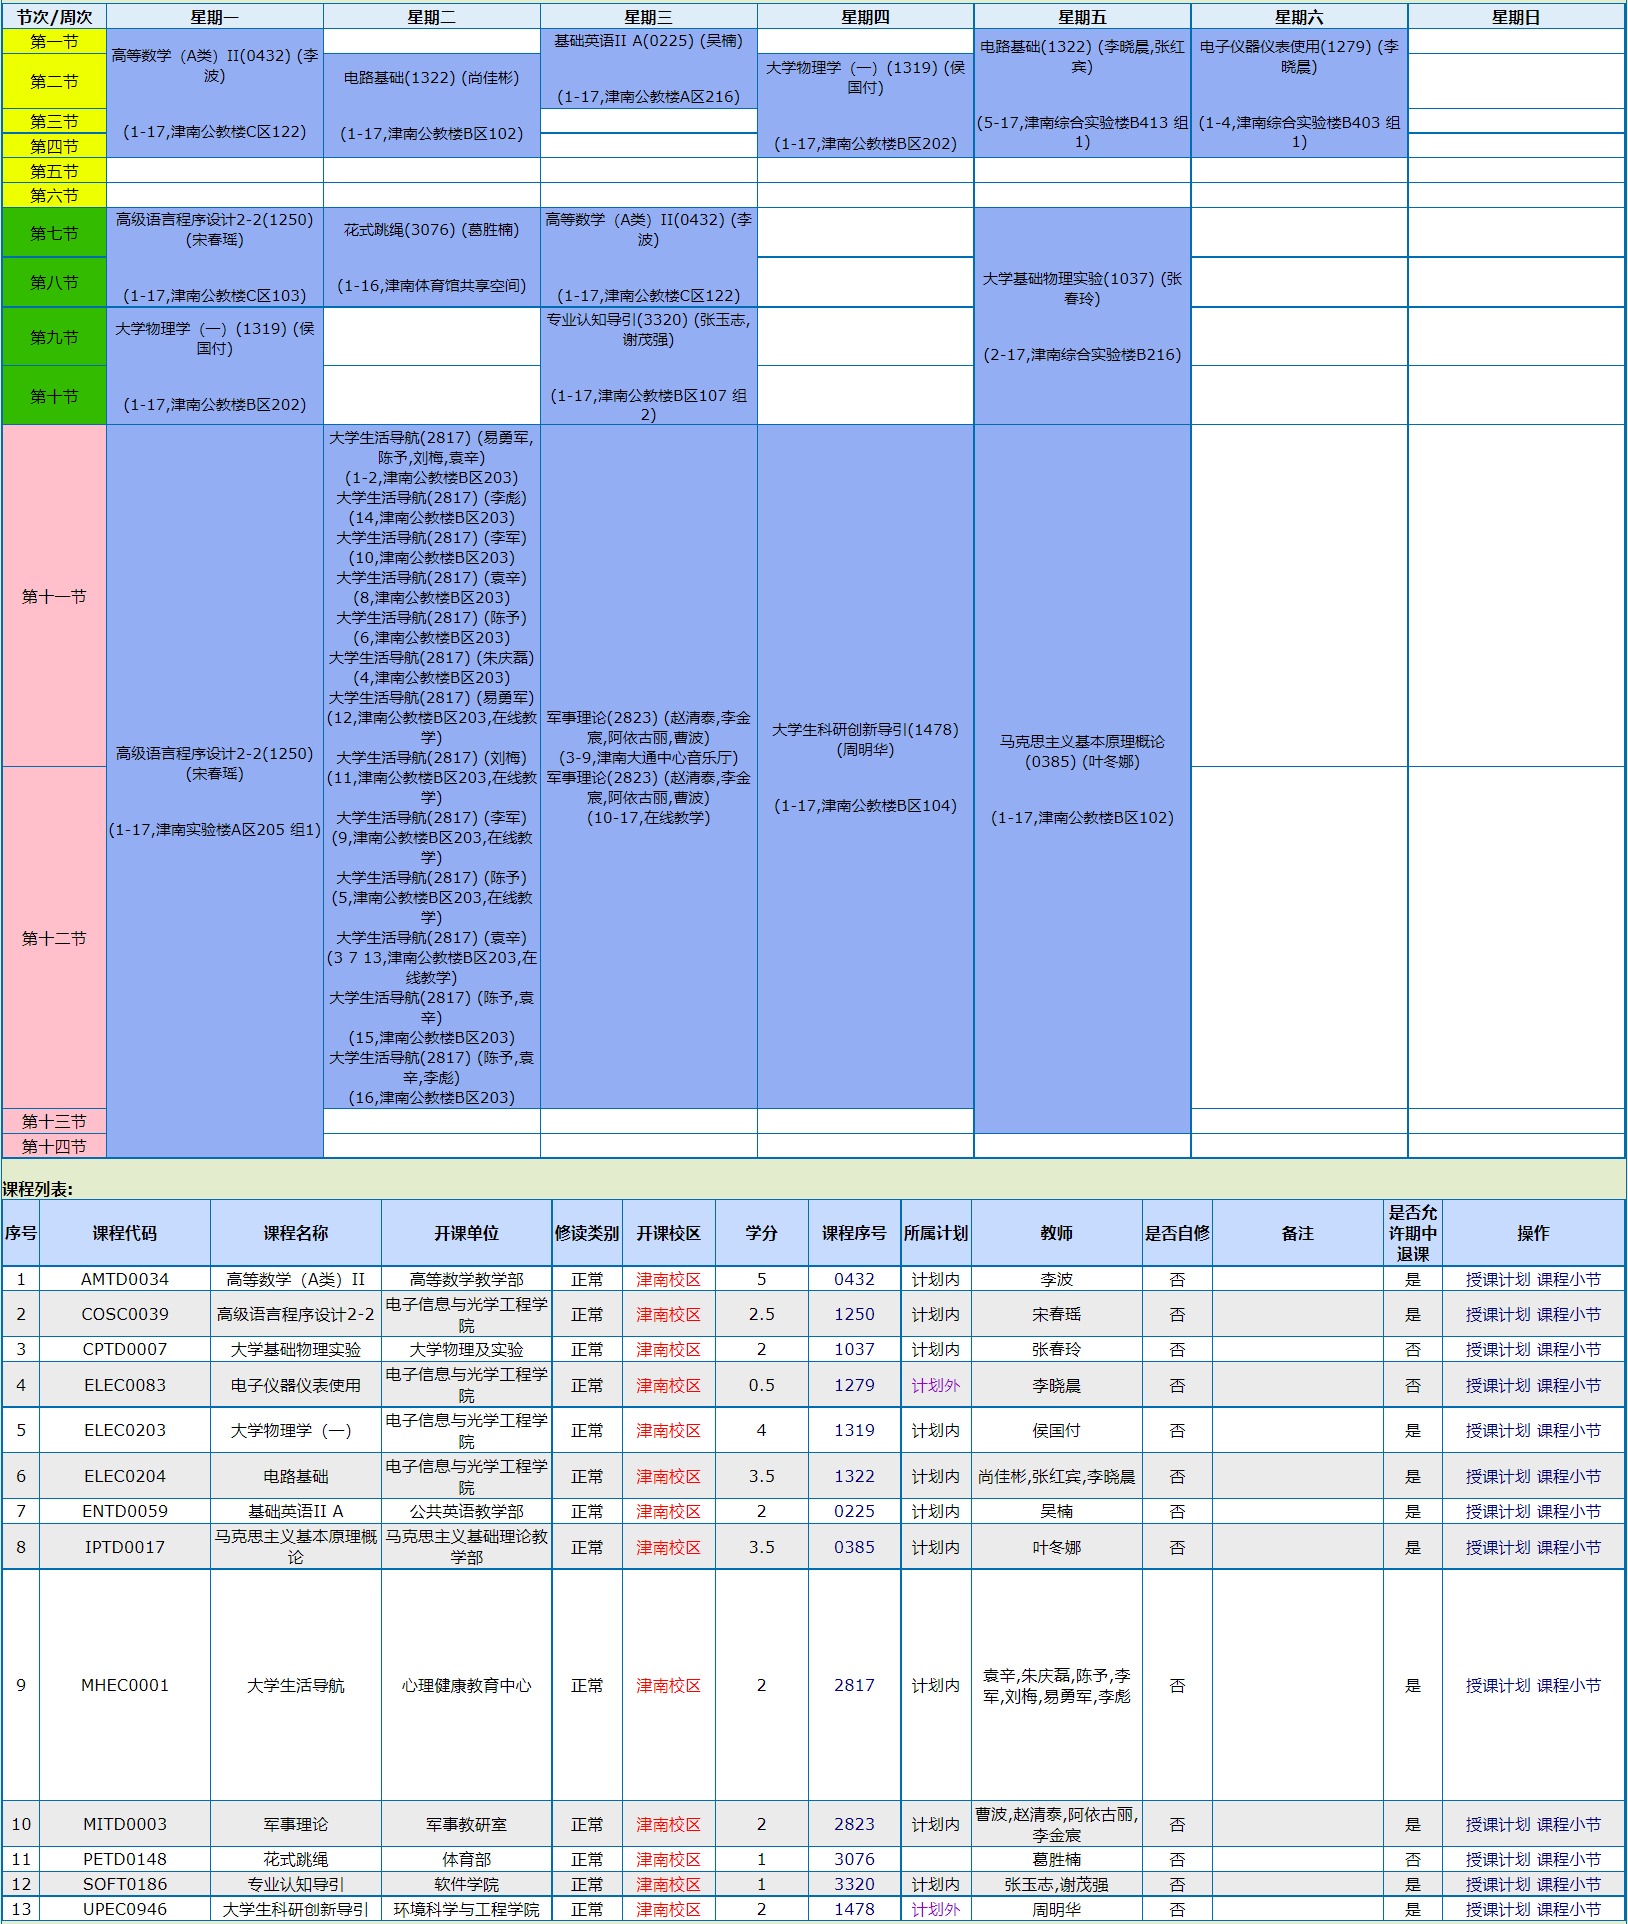 节次/周次 星期一 星期二 星期三 星期四 星期五 星期六 星期日
第一节
第二节
第三节
第四节
第五节
第六节
第七节
第八节
第九节
第十节
第十一节
第十二节
第十三节
第十四节
高等数学（A类）II(0432) (李
波)
(1-17,津南公教楼C区122)
高级语言程序设计2-2(1250)
(宋春瑶)
(1-17,津南公教楼C区103)
大学物理学（一）(1319) (侯
国付)
(1-17,津南公教楼B区202)
高级语言程序设计2-2(1250)
(宋春瑶)
(1-17,津南实验楼A区205 组1)
电路基础(1322) (尚佳彬)
(1-17,津南公教楼B区102)
花式跳绳(3076) (葛胜楠)
(1-16,津南体育馆共享空间)
大学生活导航(2817) (易勇军,
陈予,刘梅,袁辛)
(1-2,津南公教楼B区203)
大学生活导航(2817) (李彪)
(14,津南公教楼B区203)
大学生活导航(2817) (李军)
(10,津南公教楼B区203)
大学生活导航(2817) (袁辛)
(8,津南公教楼B区203)
大学生活导航(2817) (陈予)
(6,津南公教楼B区203)
大学生活导航(2817) (朱庆磊)
(4,津南公教楼B区203)
大学生活导航(2817) (易勇军)
(12,津南公教楼B区203,在线教
学)
大学生活导航(2817) (刘梅)
(11,津南公教楼B区203,在线教
学)
大学生活导航(2817) (李军)
(9,津南公教楼B区203,在线教
学)
大学生活导航(2817) (陈予)
(5,津南公教楼B区203,在线教
学)
大学生活导航(2817) (袁辛)
(3 7 13,津南公教楼B区203,在
线教学)
大学生活导航(2817) (陈予,袁
辛)
(15,津南公教楼B区203)
大学生活导航(2817) (陈予,袁
辛,李彪)
(16,津南公教楼B区203)
基础英语II A(0225) (吴楠)
(1-17,津南公教楼A区216)
高等数学（A类）II(0432) (李
波)
(1-17,津南公教楼C区122)
专业认知导引(3320) (张玉志,
谢茂强)
(1-17,津南公教楼B区107 组
2)
军事理论(2823) (赵清泰,李金
宸,阿依古丽,曹波)
(3-9,津南大通中心音乐厅)
军事理论(2823) (赵清泰,李金
宸,阿依古丽,曹波)
(10-17,在线教学)
大学物理学（一）(1319) (侯
国付)
(1-17,津南公教楼B区202)
大学生科研创新导引(1478)
(周明华)
(1-17,津南公教楼B区104)
电路基础(1322) (李晓晨,张红
宾)
(5-17,津南综合实验楼B413 组
1)
大学基础物理实验(1037) (张
春玲)
(2-17,津南综合实验楼B216)
马克思主义基本原理概论
(0385) (叶冬娜)
(1-17,津南公教楼B区102)
电子仪器仪表使用(1279) (李
晓晨)
(1-4,津南综合实验楼B403 组
1)
课程列表:
序号 课程代码 课程名称 开课单位 修读类别 开课校区 学分 课程序号 所属计划 教师 是否自修 备注 是否允许期中退课 操作
1 AMTD0034 高等数学（A类）II 高等数学教学部 正常 津南校区 5 0432 计划内 李波 否 是 授课计划 课程小节
2 COSC0039 高级语言程序设计2-2 电子信息与光学工程学院 正常 津南校区 2.5 1250 计划内 宋春瑶 否 是 授课计划 课程小节
3 CPTD0007 大学基础物理实验 大学物理及实验 正常 津南校区 2 1037 计划内 张春玲 否 否 授课计划 课程小节
4 ELEC0083 电子仪器仪表使用 电子信息与光学工程学院 正常 津南校区 0.5 1279 计划外 李晓晨 否 否 授课计划 课程小节
5 ELEC0203 大学物理学（一） 电子信息与光学工程学院 正常 津南校区 4 1319 计划内 侯国付 否 是 授课计划 课程小节
6 ELEC0204 电路基础 电子信息与光学工程学院 正常 津南校区 3.5 1322 计划内 尚佳彬,张红宾,李晓晨 否 是 授课计划 课程小节
7 ENTD0059 基础英语II A 公共英语教学部 正常 津南校区 2 0225 计划内 吴楠 否 是 授课计划 课程小节
8 IPTD0017 马克思主义基本原理概论 马克思主义基础理论教学部 正常 津南校区 3.5 0385 计划内 叶冬娜 否 是 授课计划 课程小节
9 MHEC0001 大学生活导航 心理健康教育中心 正常 津南校区 2 2817 计划内 袁辛,朱庆磊,陈予,李军,刘梅,易勇军,李彪 否 是 授课计划 课程小节
10 MITD0003 军事理论 军事教研室 正常 津南校区 2 2823 计划内 曹波,赵清泰,阿依古丽,李金宸 否 是 授课计划 课程小节
11 PETD0148 花式跳绳 体育部 正常 津南校区 1 3076 葛胜楠 否 否 授课计划 课程小节
12 SOFT0186 专业认知导引 软件学院 正常 津南校区 1 3320 计划内 张玉志,谢茂强 否 是 授课计划 课程小节
13 UPEC0946 大学生科研创新导引 环境科学与工程学院 正常 津南校区 2 1478 计划外 周明华 否 是 授课计划 课程小节